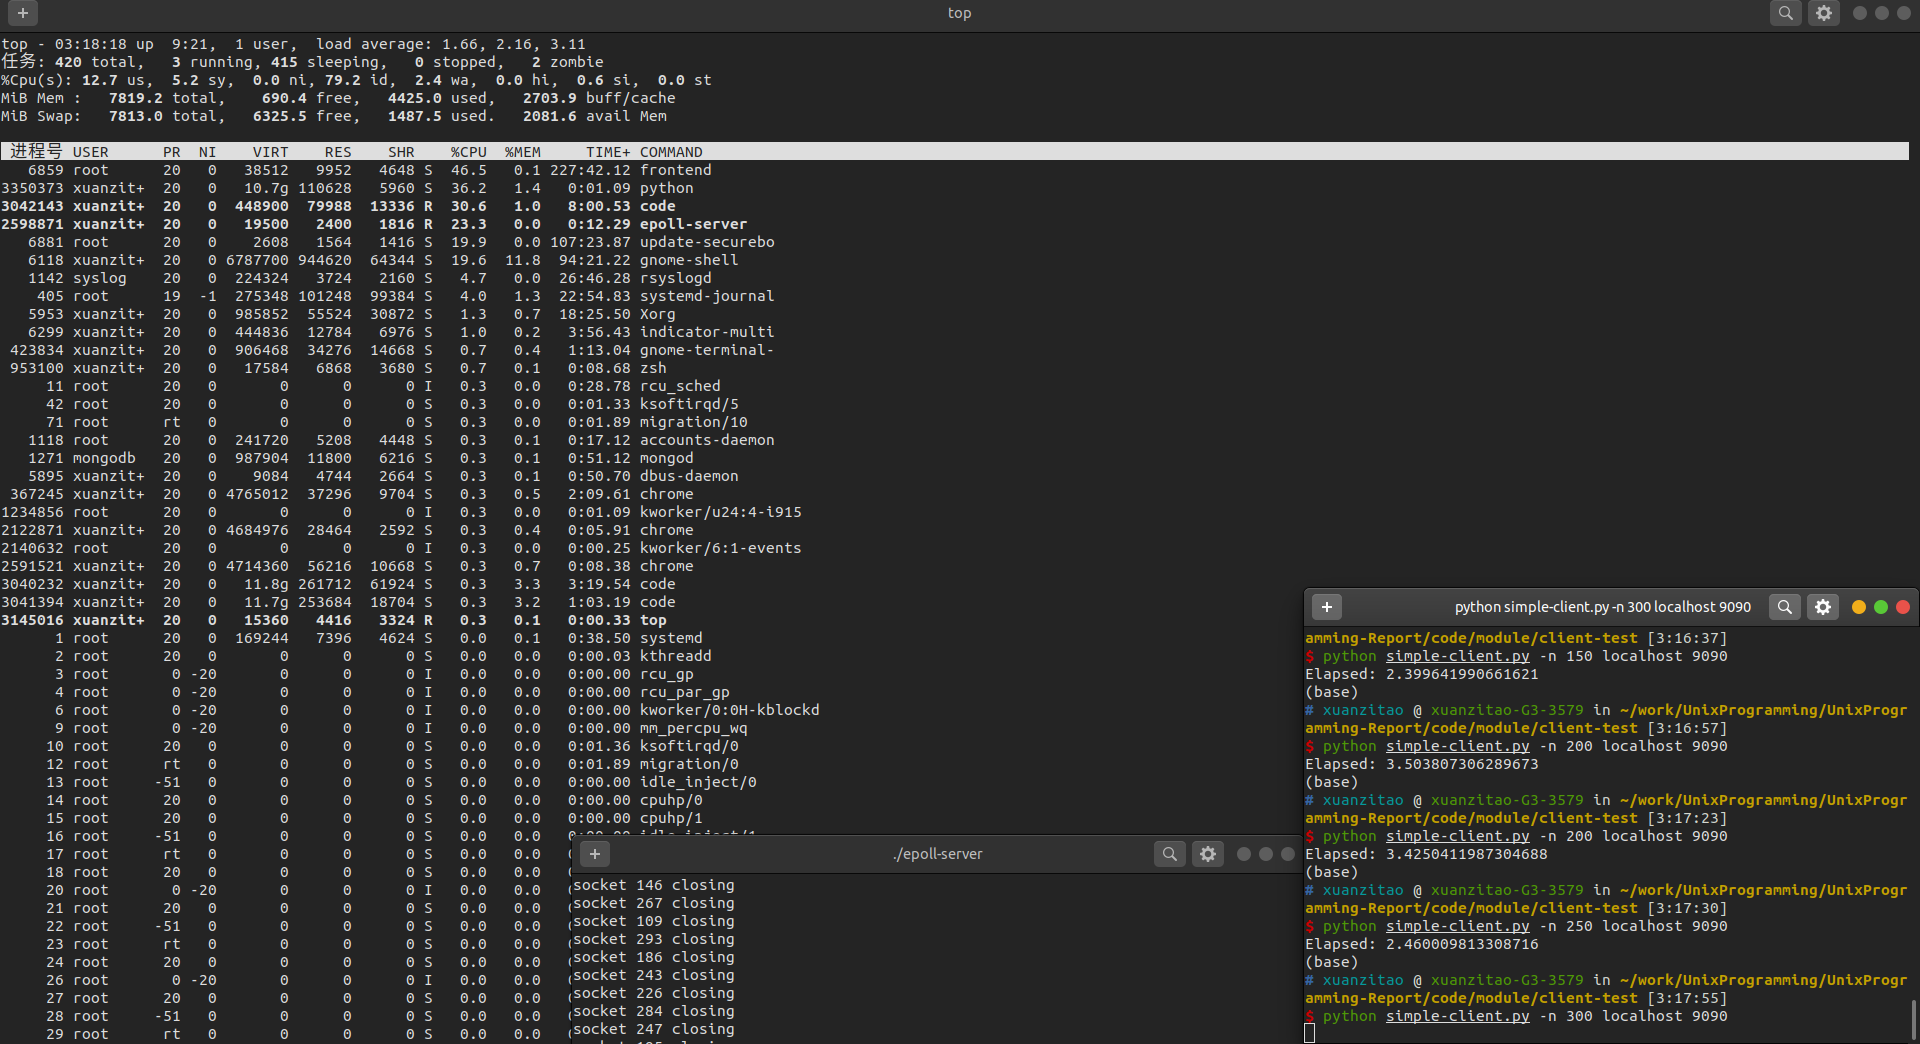 top
top - 03:18:18 up  9:21,  1 user,  load average: 1.66, 2.16, 3.11
任务: 420 total,   3 running, 415 sleeping,   0 stopped,   2 zombie
%Cpu(s): 12.7 us,  5.2 sy,  0.0 ni, 79.2 id,  2.4 wa,  0.0 hi,  0.6 si,  0.0 st
MiB Mem :   7819.2 total,    690.4 free,   4425.0 used,   2703.9 buff/cache
MiB Swap:   7813.0 total,   6325.5 free,   1487.5 used.   2081.6 avail Mem
进程号 USER      PR  NI    VIRT    RES    SHR    %CPU  %MEM     TIME+ COMMAND
6859 root      20   0   38512   9952   4648 S  46.5   0.1 227:42.12 frontend
3350373 xuanzit+  20   0   10.7g 110628   5960 S  36.2   1.4   0:01.09 python
3042143 xuanzit+  20   0  448900  79988  13336 R  30.6   1.0   8:00.53 code
2598871 xuanzit+  20   0   19500   2400   1816 R  23.3   0.0   0:12.29 epoll-server
6881 root      20   0    2608   1564   1416 S  19.9   0.0 107:23.87 update-securebo
6118 xuanzit+  20   0 6787700 944620  64344 S  19.6  11.8  94:21.22 gnome-shell
1142 syslog    20   0  224324   3724   2160 S   4.7   0.0  26:46.28 rsyslogd
405 root      19  -1  275348 101248  99384 S   4.0   1.3  22:54.83 systemd-journal
5953 xuanzit+  20   0  985852  55524  30872 S   1.3   0.7  18:25.50 Xorg
6299 xuanzit+  20   0  444836  12784   6976 S   1.0   0.2   3:56.43 indicator-multi
423834 xuanzit+  20   0  906468  34276  14668 S   0.7   0.4   1:13.04 gnome-terminal-
953100 xuanzit+  20   0   17584   6868   3680 S   0.7   0.1   0:08.68 zsh
11 root      20   0       0      0      0 I   0.3   0.0   0:28.78 rcu_sched
42 root      20   0       0      0      0 S   0.3   0.0   0:01.33 ksoftirqd/5
71 root      rt   0       0      0      0 S   0.3   0.0   0:01.89 migration/10
1118 root      20   0  241720   5208   4448 S   0.3   0.1   0:17.12 accounts-daemon
1271 mongodb   20   0  987904  11800   6216 S   0.3   0.1   0:51.12 mongod
5895 xuanzit+  20   0    9084   4744   2664 S   0.3   0.1   0:50.70 dbus-daemon
367245 xuanzit+  20   0 4765012  37296   9704 S   0.3   0.5   2:09.61 chrome
1234856 root      20   0       0      0      0 I   0.3   0.0   0:01.09 kworker/u24:4-i915
2122871 xuanzit+  20   0 4684976  28464   2592 S   0.3   0.4   0:05.91 chrome
2140632 root      20   0       0      0      0 I   0.3   0.0   0:00.25 kworker/6:1-events
2591521 xuanzit+  20   0 4714360  56216  10668 S   0.3   0.7   0:08.38 chrome
3040232 xuanzit+  20   0   11.8g 261712  61924 S   0.3   3.3   3:19.54 code
3041394 xuanzit+  20   0   11.7g 253684  18704 S   0.3   3.2   1:03.19 code
3145016 xuanzit+  20   0   15360   4416   3324 R   0.3   0.1   0:00.33 top
1 root      20   0  169244   7396   4624 S   0.0   0.1   0:38.50 systemd
2 root      20   0       0      0      0 S   0.0   0.0   0:00.03 kthreadd
3 root       0 -20       0      0      0 I   0.0   0.0   0:00.00 rcu_gp
4 root       0 -20       0      0      0 I   0.0   0.0   0:00.00 rcu_par_gp
6 root       0 -20       0      0      0 I   0.0   0.0   0:00.00 kworker/0:0H-kblockd
9 root       0 -20       0      0      0 I   0.0   0.0   0:00.00 mm_percpu_wq
10 root      20   0       0      0      0 S   0.0   0.0   0:01.36 ksoftirqd/0
12 root      rt   0       0      0      0 S   0.0   0.0   0:01.89 migration/0
13 root     -51   0       0      0      0 S   0.0   0.0   0:00.00 idle_inject/0
14 root      20   0       0      0      0 S   0.0   0.0   0:00.00 cpuhp/0
15 root      20   0       0      0      0 S   0.0   0.0   0:00.00 cpuhp/1
16 root     -51   0       0      0      0 S   0.0   0.0
17 root      rt   0       0      0      0 S   0.0   0.0
18 root      20   0       0      0      0 S   0.0   0.0
20 root       0 -20       0      0      0 I   0.0   0.0
21 root      20   0       0      0      0 S   0.0   0.0
22 root     -51   0       0      0      0 S   0.0   0.0
23 root      rt   0       0      0      0 S   0.0   0.0
24 root      20   0       0      0      0 S   0.0   0.0
26 root       0 -20       0      0      0 I   0.0   0.0
27 root      20   0       0      0      0 S   0.0   0.0
28 root     -51   0       0      0      0 S   0.0   0.0
29 root      rt   0       0      0      0 S   0.0   0.0
./epoll-server
socket 146 closing
socket 267 closing
socket 109 closing
socket 293 closing
socket 186 closing
socket 243 closing
socket 226 closing
socket 284 closing
socket 247 closing
python simple-client.py -n 300 localhost 9090
amming-Report/code/module/client-test [3:16:37]
$ python simple-client.py -n 150 localhost 9090
Elapsed: 2.399641990661621
(base)
# xuanzitao @ xuanzitao-G3-3579 in ~/work/UnixProgramming/UnixProgr
amming-Report/code/module/client-test [3:16:57]
$ python simple-client.py -n 200 localhost 9090
Elapsed: 3.503807306289673
(base)
# xuanzitao @ xuanzitao-G3-3579 in ~/work/UnixProgramming/UnixProgr
amming-Report/code/module/client-test [3:17:23]
$ python simple-client.py -n 200 localhost 9090
Elapsed: 3.4250411987304688
(base)
# xuanzitao @ xuanzitao-G3-3579 in ~/work/UnixProgramming/UnixProgr
amming-Report/code/module/client-test [3:17:30]
$ python simple-client.py -n 250 localhost 9090
Elapsed: 2.460009813308716
(base)
# xuanzitao @ xuanzitao-G3-3579 in ~/work/UnixProgramming/UnixProgr
amming-Report/code/module/client-test [3:17:55]
$ python simple-client.py -n 300 localhost 9090